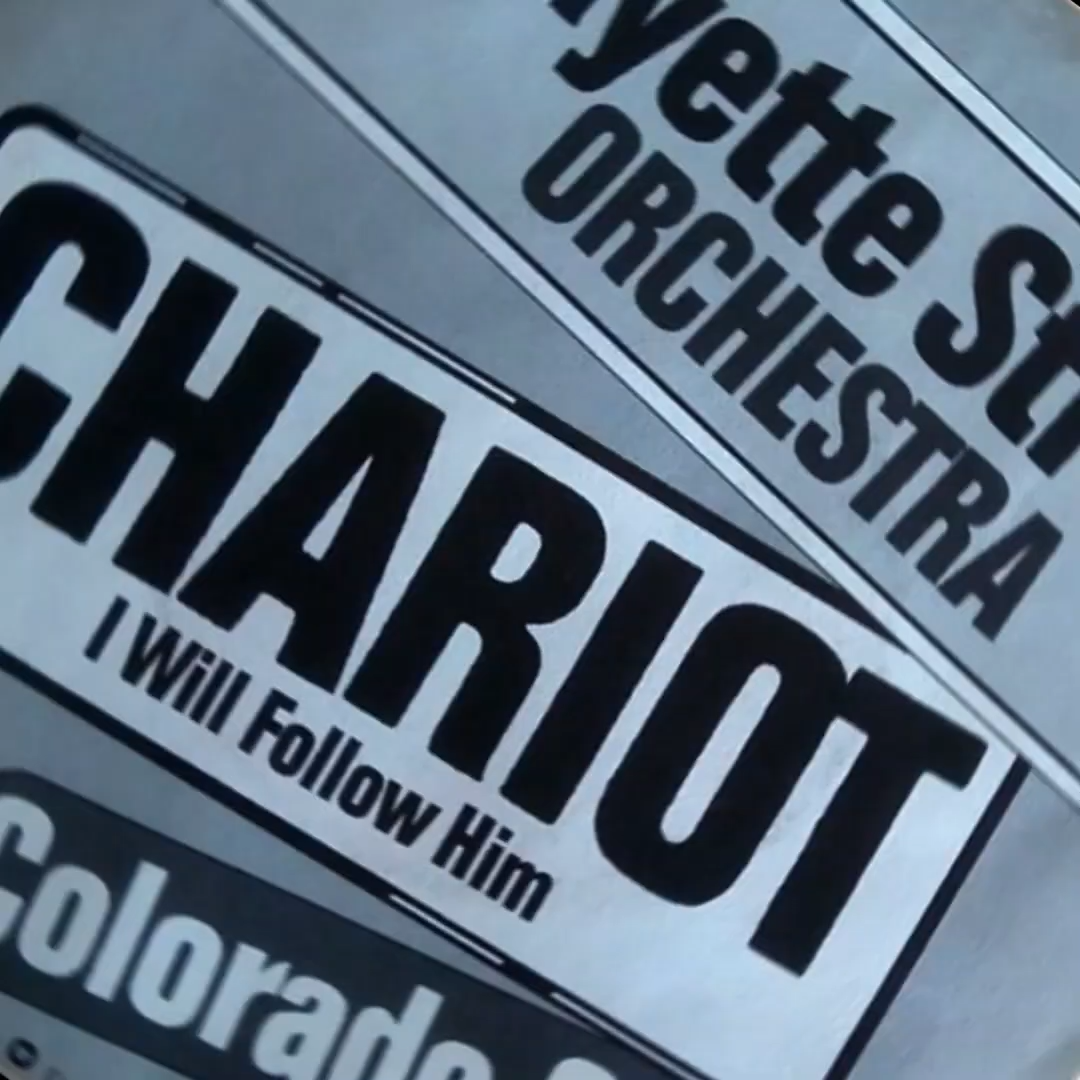 yette St
ORCHESTRA
CHARIOT
I Will Follow Him
Colorado